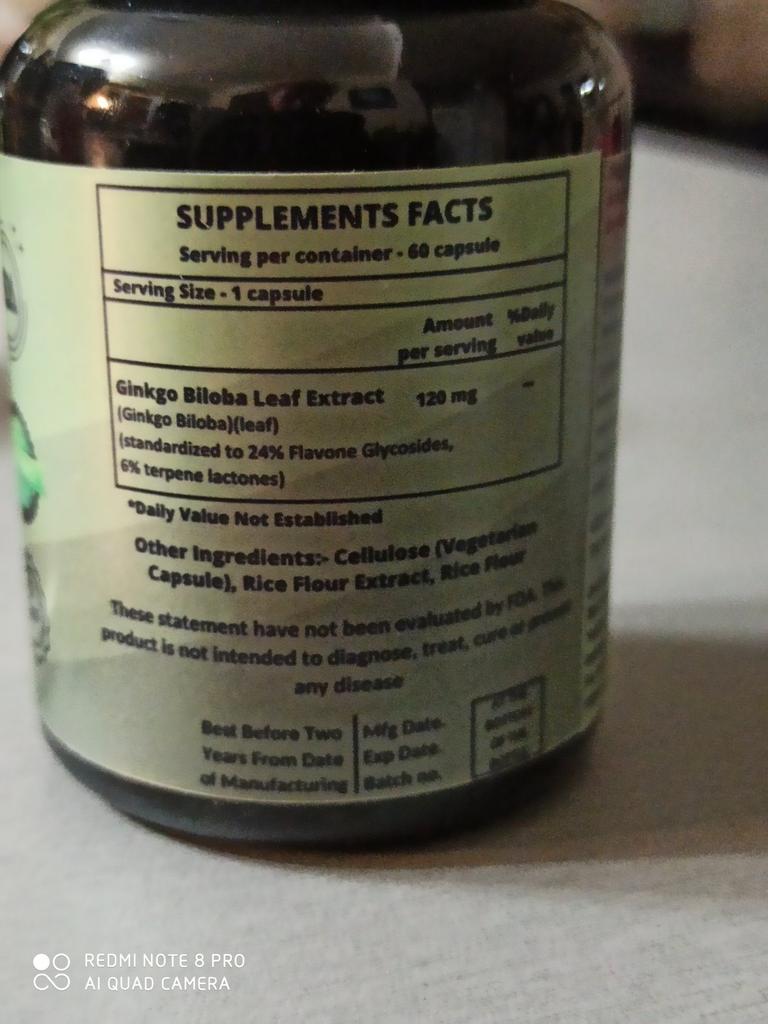 SUPPLEMENTS FACTS
Serving per container - 60 capsule
Serving Size - 1 capsule
Amount per serving
%Daily value
Ginkgo Biloba Leaf Extract 120 mg --
(Ginkgo Biloba)(leaf)
(standardized to 24% Flavone Glycosides,
6% terpene lactones)
*Daily Value Not Established
Other Ingredients:- Cellulose (Vegetarian
Capsule), Rice Flour Extract, Rice Flour
These statement have not been evaluated by FDA. This
product is not intended to diagnose, treat, cure or prevent
any disease
Best Before Two
Years From Date
of Manufacturing
Mfg Date.
Exp Date.
Batch no.
REDMI NOTE 8 PRO
AI QUAD CAMERA